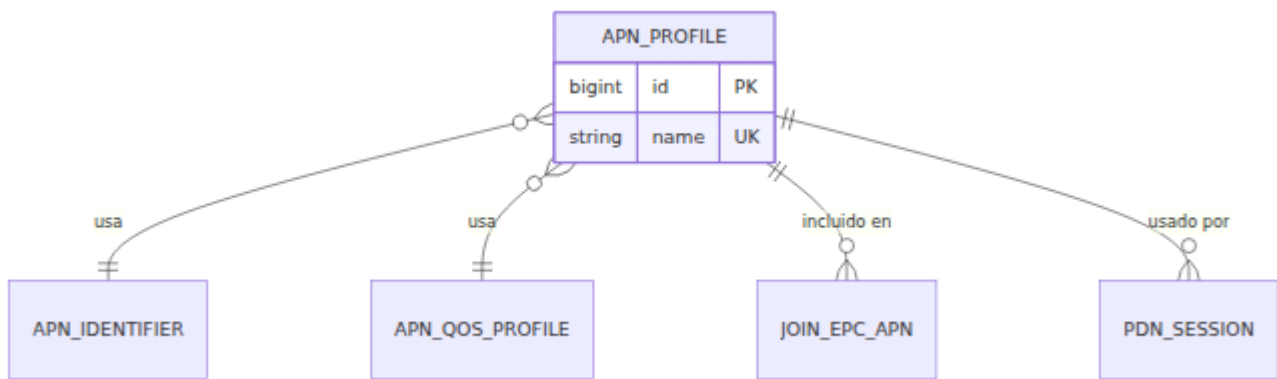 APN_PROFILE
bigint id PK
string name UK
usa usa incluido en usado por
APN_IDENTIFIER APN_QOS_PROFILE JOIN_EPC_APN PDN_SESSION